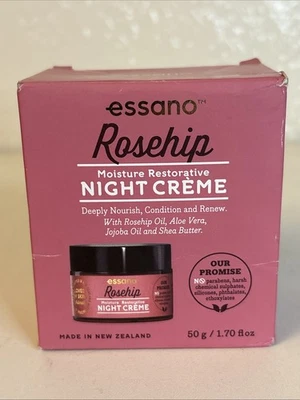 essano™
Rosehip
Moisture Restorative
NIGHT CRÈME
Deeply Nourish, Condition and Renew.
With Rosehip Oil, Aloe Vera,
Jojoba Oil and Shea Butter.
essano
Rosehip
Moisture Restorative
NIGHT CRÈME
OUR
PROMISE
NO parabens, harsh
chemical sulphates,
silicones, phthalates,
ethoxylates
MADE IN NEW ZEALAND
50 g / 1.70 fl oz